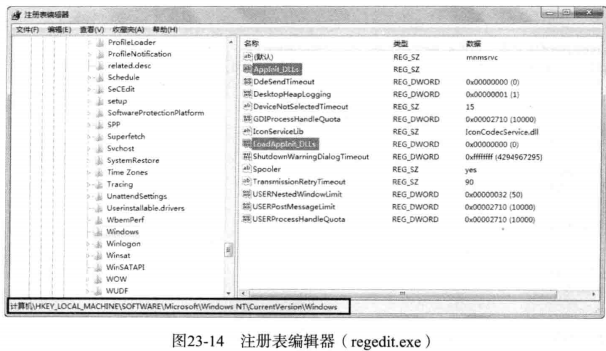 注册表编辑器
文件(F) 编辑(E) 查看(V) 收藏夹(A) 帮助(H)
ProfileLoader
ProfileNotification
related.desc
Schedule
SeCEdit
setup
SoftwareProtectionPlatform
SPP
Superfetch
Svchost
SystemRestore
Time Zones
Tracing
UnattendSettings
Userinstallable.drivers
WbemPerf
Windows
Winlogon
Winsat
WinSATAPI
WOW
WUDF
名称 类型 数据
(默认) REG_SZ mnmsrvc
AppInit_DLLs REG_SZ
DdeSendTimeout REG_DWORD 0x00000000 (0)
DesktopHeapLogging REG_DWORD 0x00000001 (1)
DeviceNotSelectedTimeout REG_SZ 15
GDIProcessHandleQuota REG_DWORD 0x00002710 (10000)
IconServiceLib REG_SZ IconCodecService.dll
LoadAppInit_DLLs REG_DWORD 0x00000000 (0)
ShutdownWarningDialogTimeout REG_DWORD 0xffffffff (4294967295)
Spooler REG_SZ yes
TransmissionRetryTimeout REG_SZ 90
USERNestedWindowLimit REG_DWORD 0x00000032 (50)
USERPostMessageLimit REG_DWORD 0x00002710 (10000)
USERProcessHandleQuota REG_DWORD 0x00002710 (10000)
计算机\HKEY_LOCAL_MACHINE\SOFTWARE\Microsoft\Windows NT\CurrentVersion\Windows
图23-14 注册表编辑器（regedit.exe）